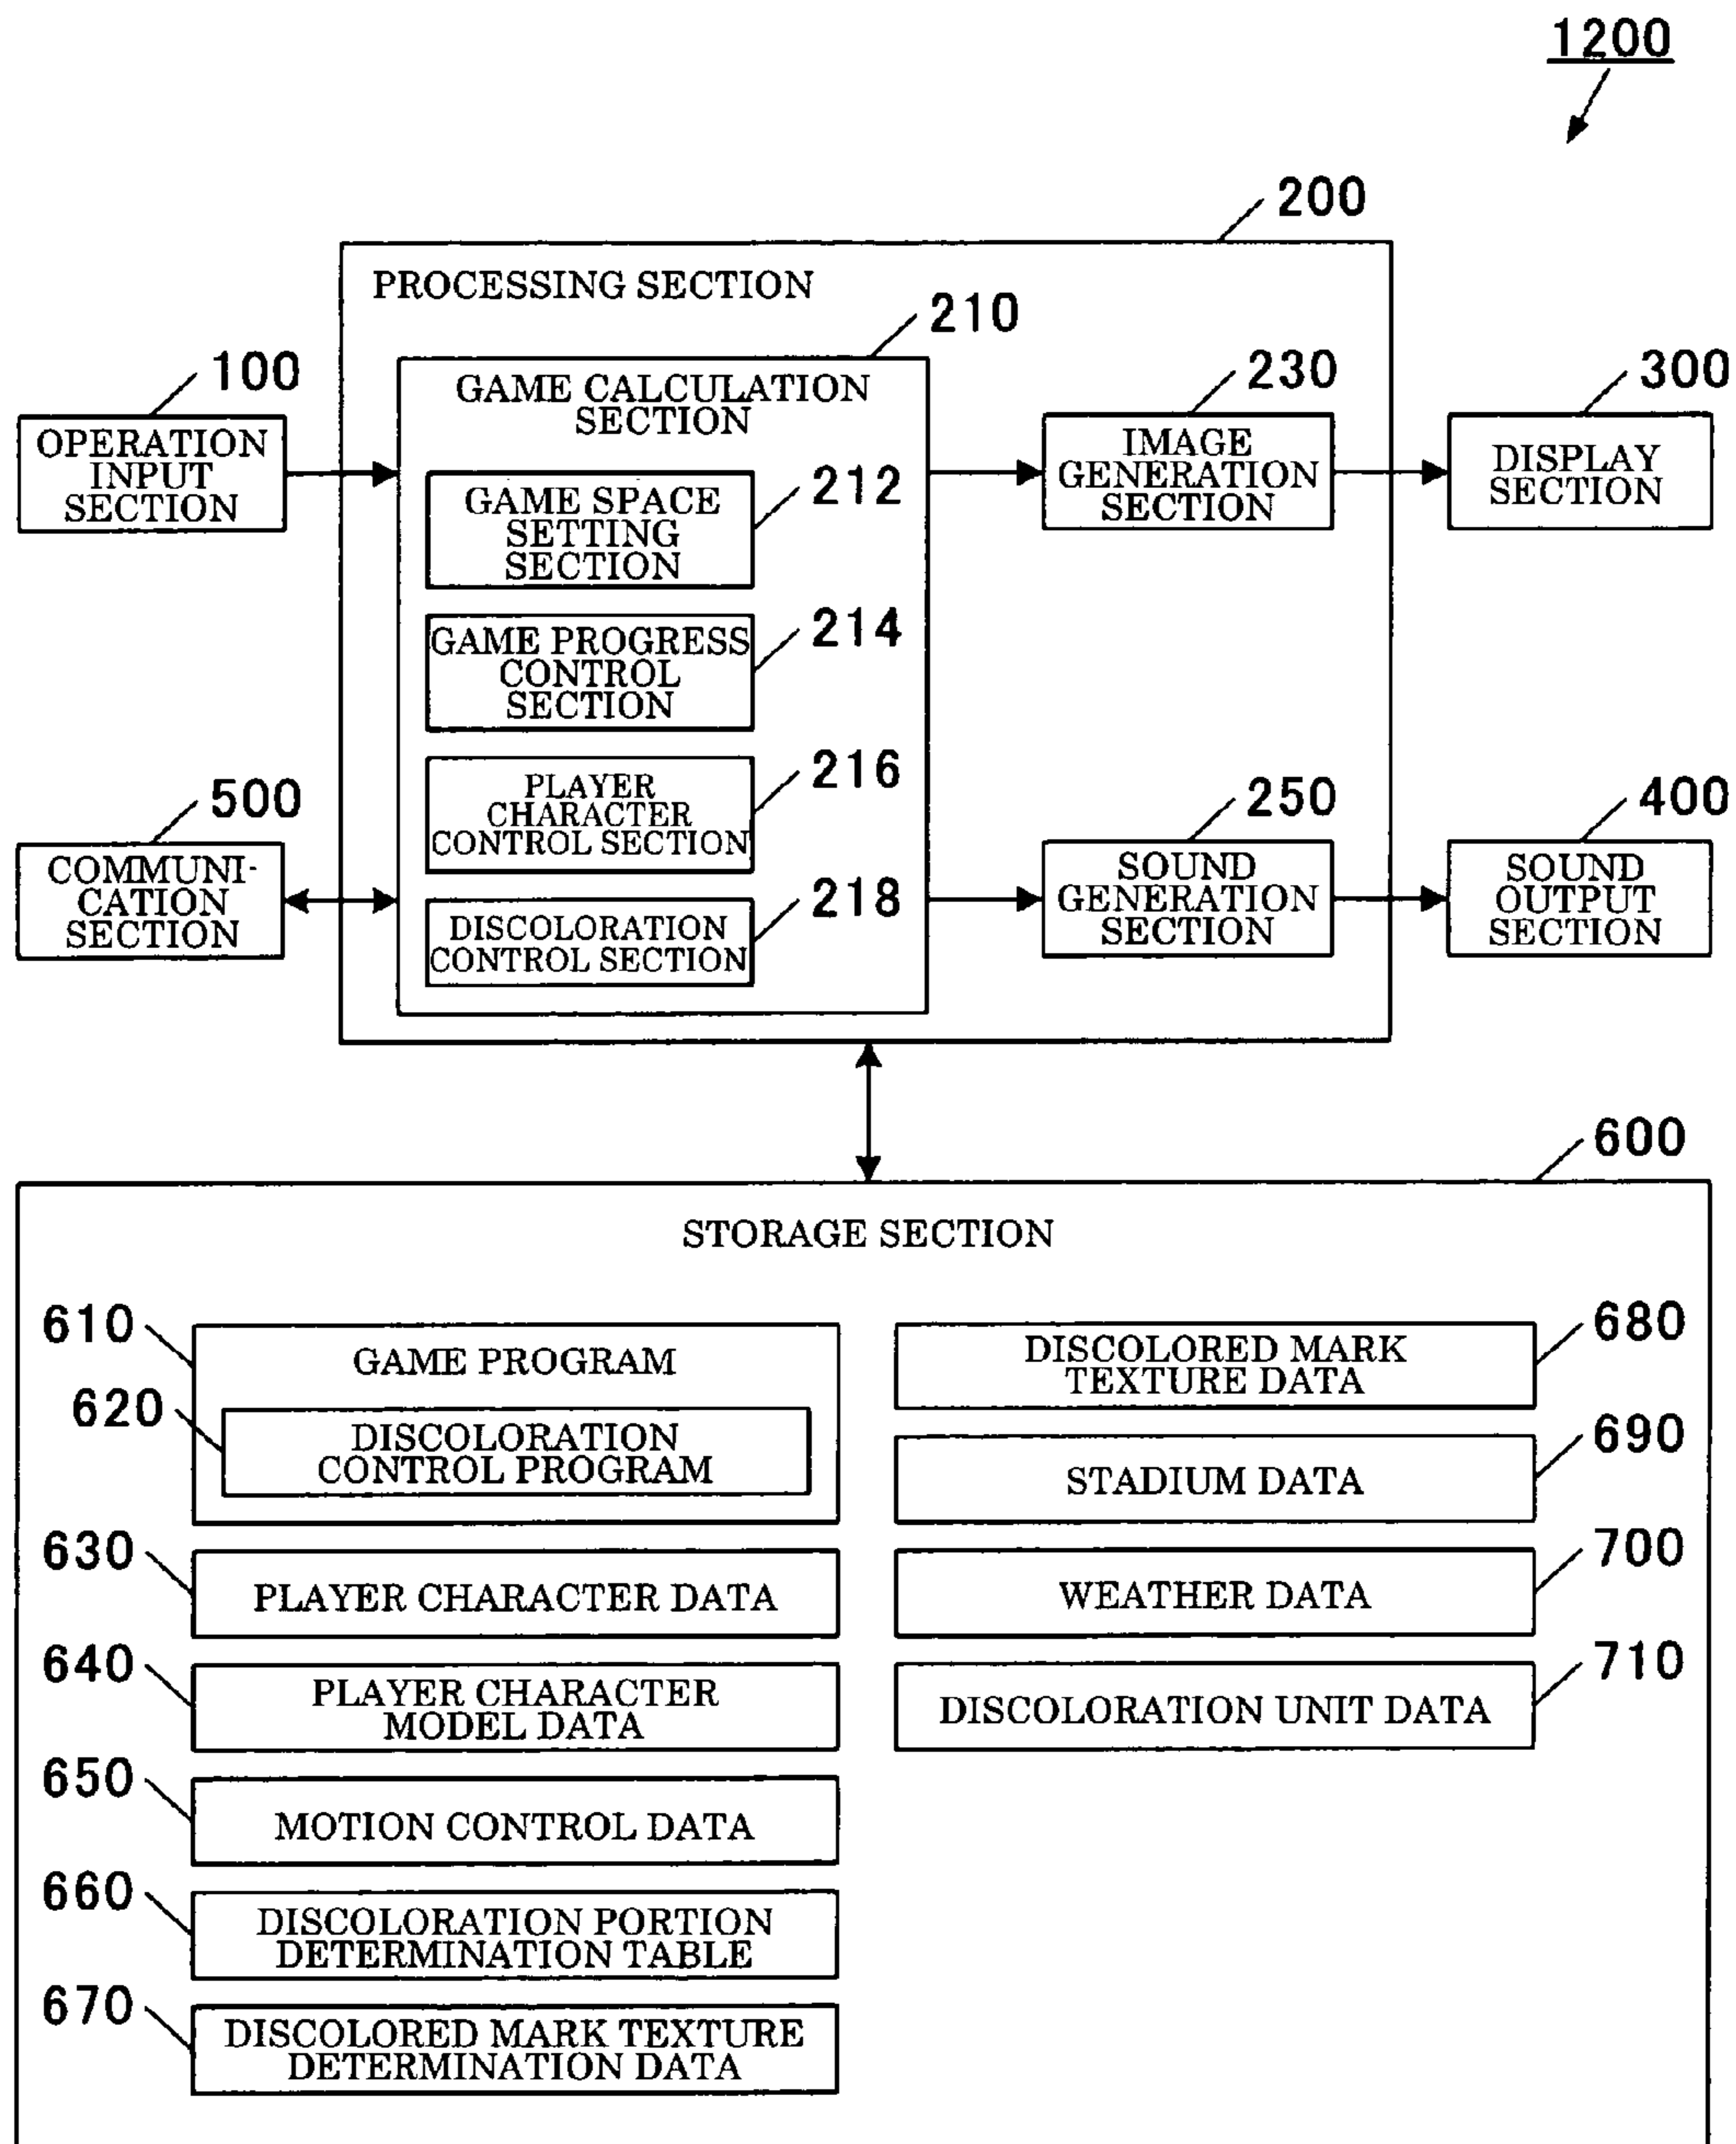 1200
200
PROCESSING SECTION
210
100
OPERATION
INPUT
SECTION
GAME CALCULATION
SECTION
230
IMAGE
GENERATION
SECTION
300
DISPLAY
SECTION
212
GAME SPACE
SETTING
SECTION
214
GAME PROGRESS
CONTROL
SECTION
500
COMMUNI-
CATION
SECTION
216
PLAYER
CHARACTER
CONTROL SECTION
218
DISCOLORATION
CONTROL SECTION
250
SOUND
GENERATION
SECTION
400
SOUND
OUTPUT
SECTION
600
STORAGE SECTION
610
GAME PROGRAM
620
DISCOLORATION
CONTROL PROGRAM
630
PLAYER CHARACTER DATA
640
PLAYER CHARACTER
MODEL DATA
650
MOTION CONTROL DATA
660
DISCOLORATION PORTION
DETERMINATION TABLE
670
DISCOLORED MARK TEXTURE
DETERMINATION DATA
680
DISCOLORED MARK
TEXTURE DATA
690
STADIUM DATA
700
WEATHER DATA
710
DISCOLORATION UNIT DATA